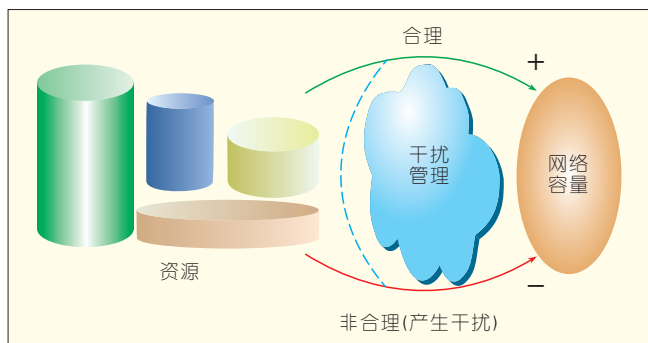 合理
+
干扰
管理
网络
容量
资源
−
非合理(产生干扰)